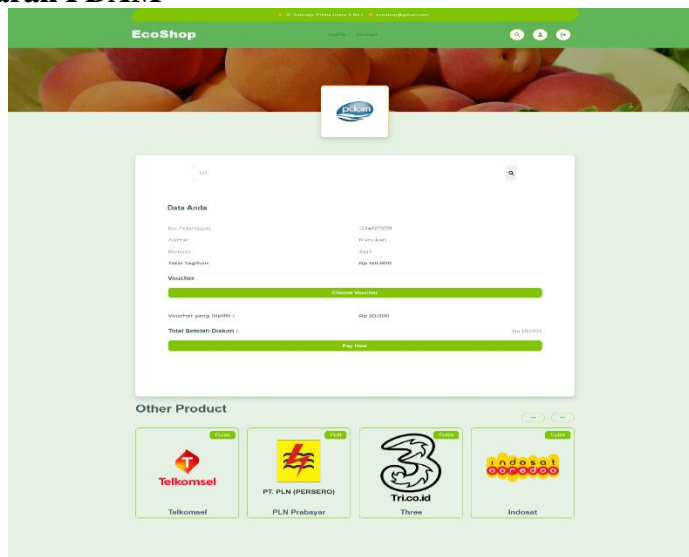 EcoShop
Home Contact
pdam
Data Anda
No. Pelanggan
Nama
Periode
April
Total Tagihan Rp 150.000
Voucher
Choose Voucher
Voucher yang Dipilih : Rp 20.000
Total Setelah Diskon :
Pay Now
Other Product
Pulsa
PLN
Pulsa
Pulsa
Telkomsel
PT. PLN (PERSERO)
3
Tri.co.id
indosat
ooredoo
Telkomsel
PLN Prabayar
Three
Indosat